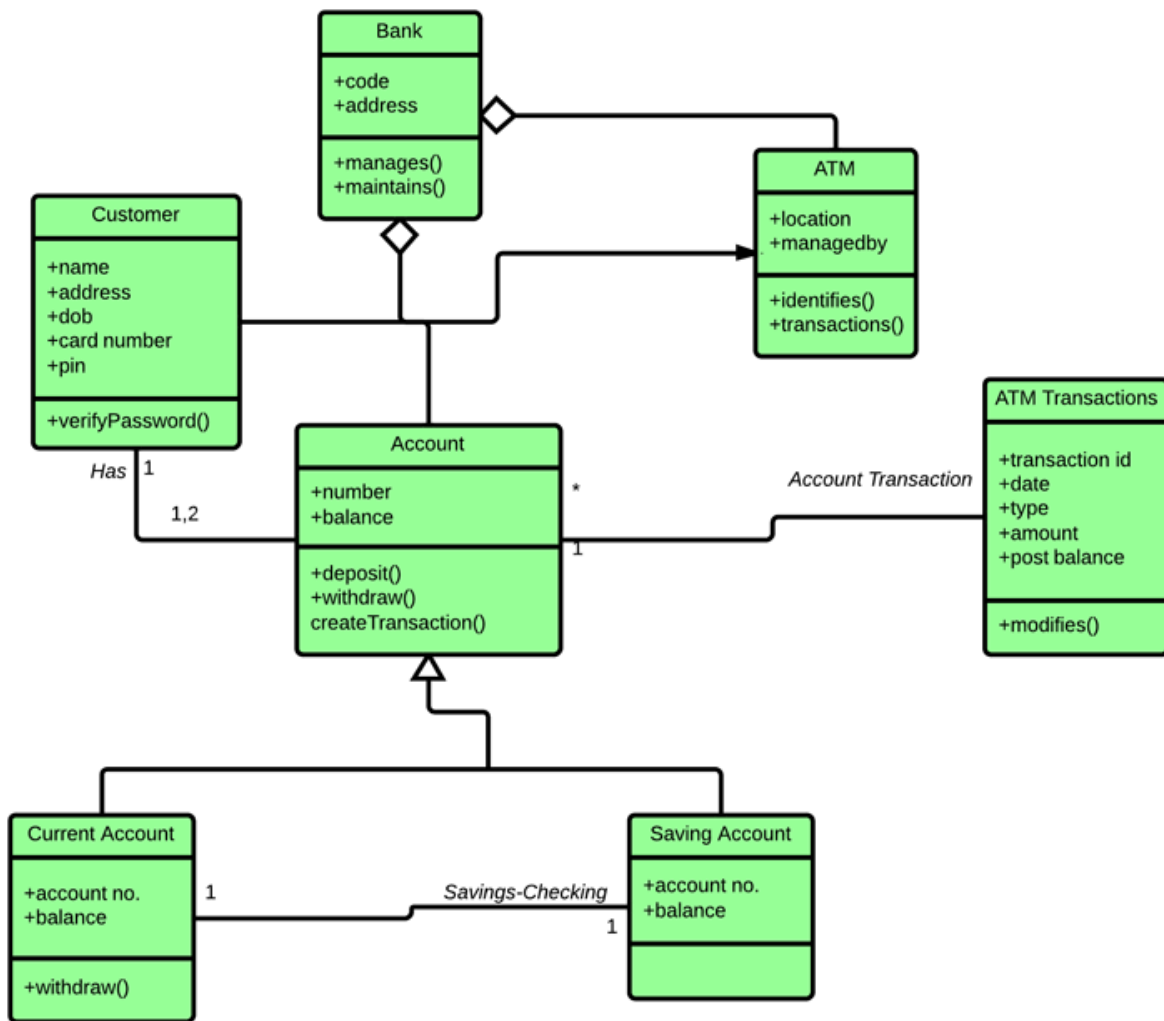 Bank
+code
+address
+manages()
+maintains()
ATM
+location
+managedby
+identifies()
+transactions()
Customer
+name
+address
+dob
+card number
+pin
+verifyPassword()
Has
1
1,2
Account
+number
+balance
+deposit()
+withdraw()
createTransaction()
*
1
Account Transaction
ATM Transactions
+transaction id
+date
+type
+amount
+post balance
+modifies()
Current Account
+account no.
+balance
+withdraw()
1
Savings-Checking
1
Saving Account
+account no.
+balance